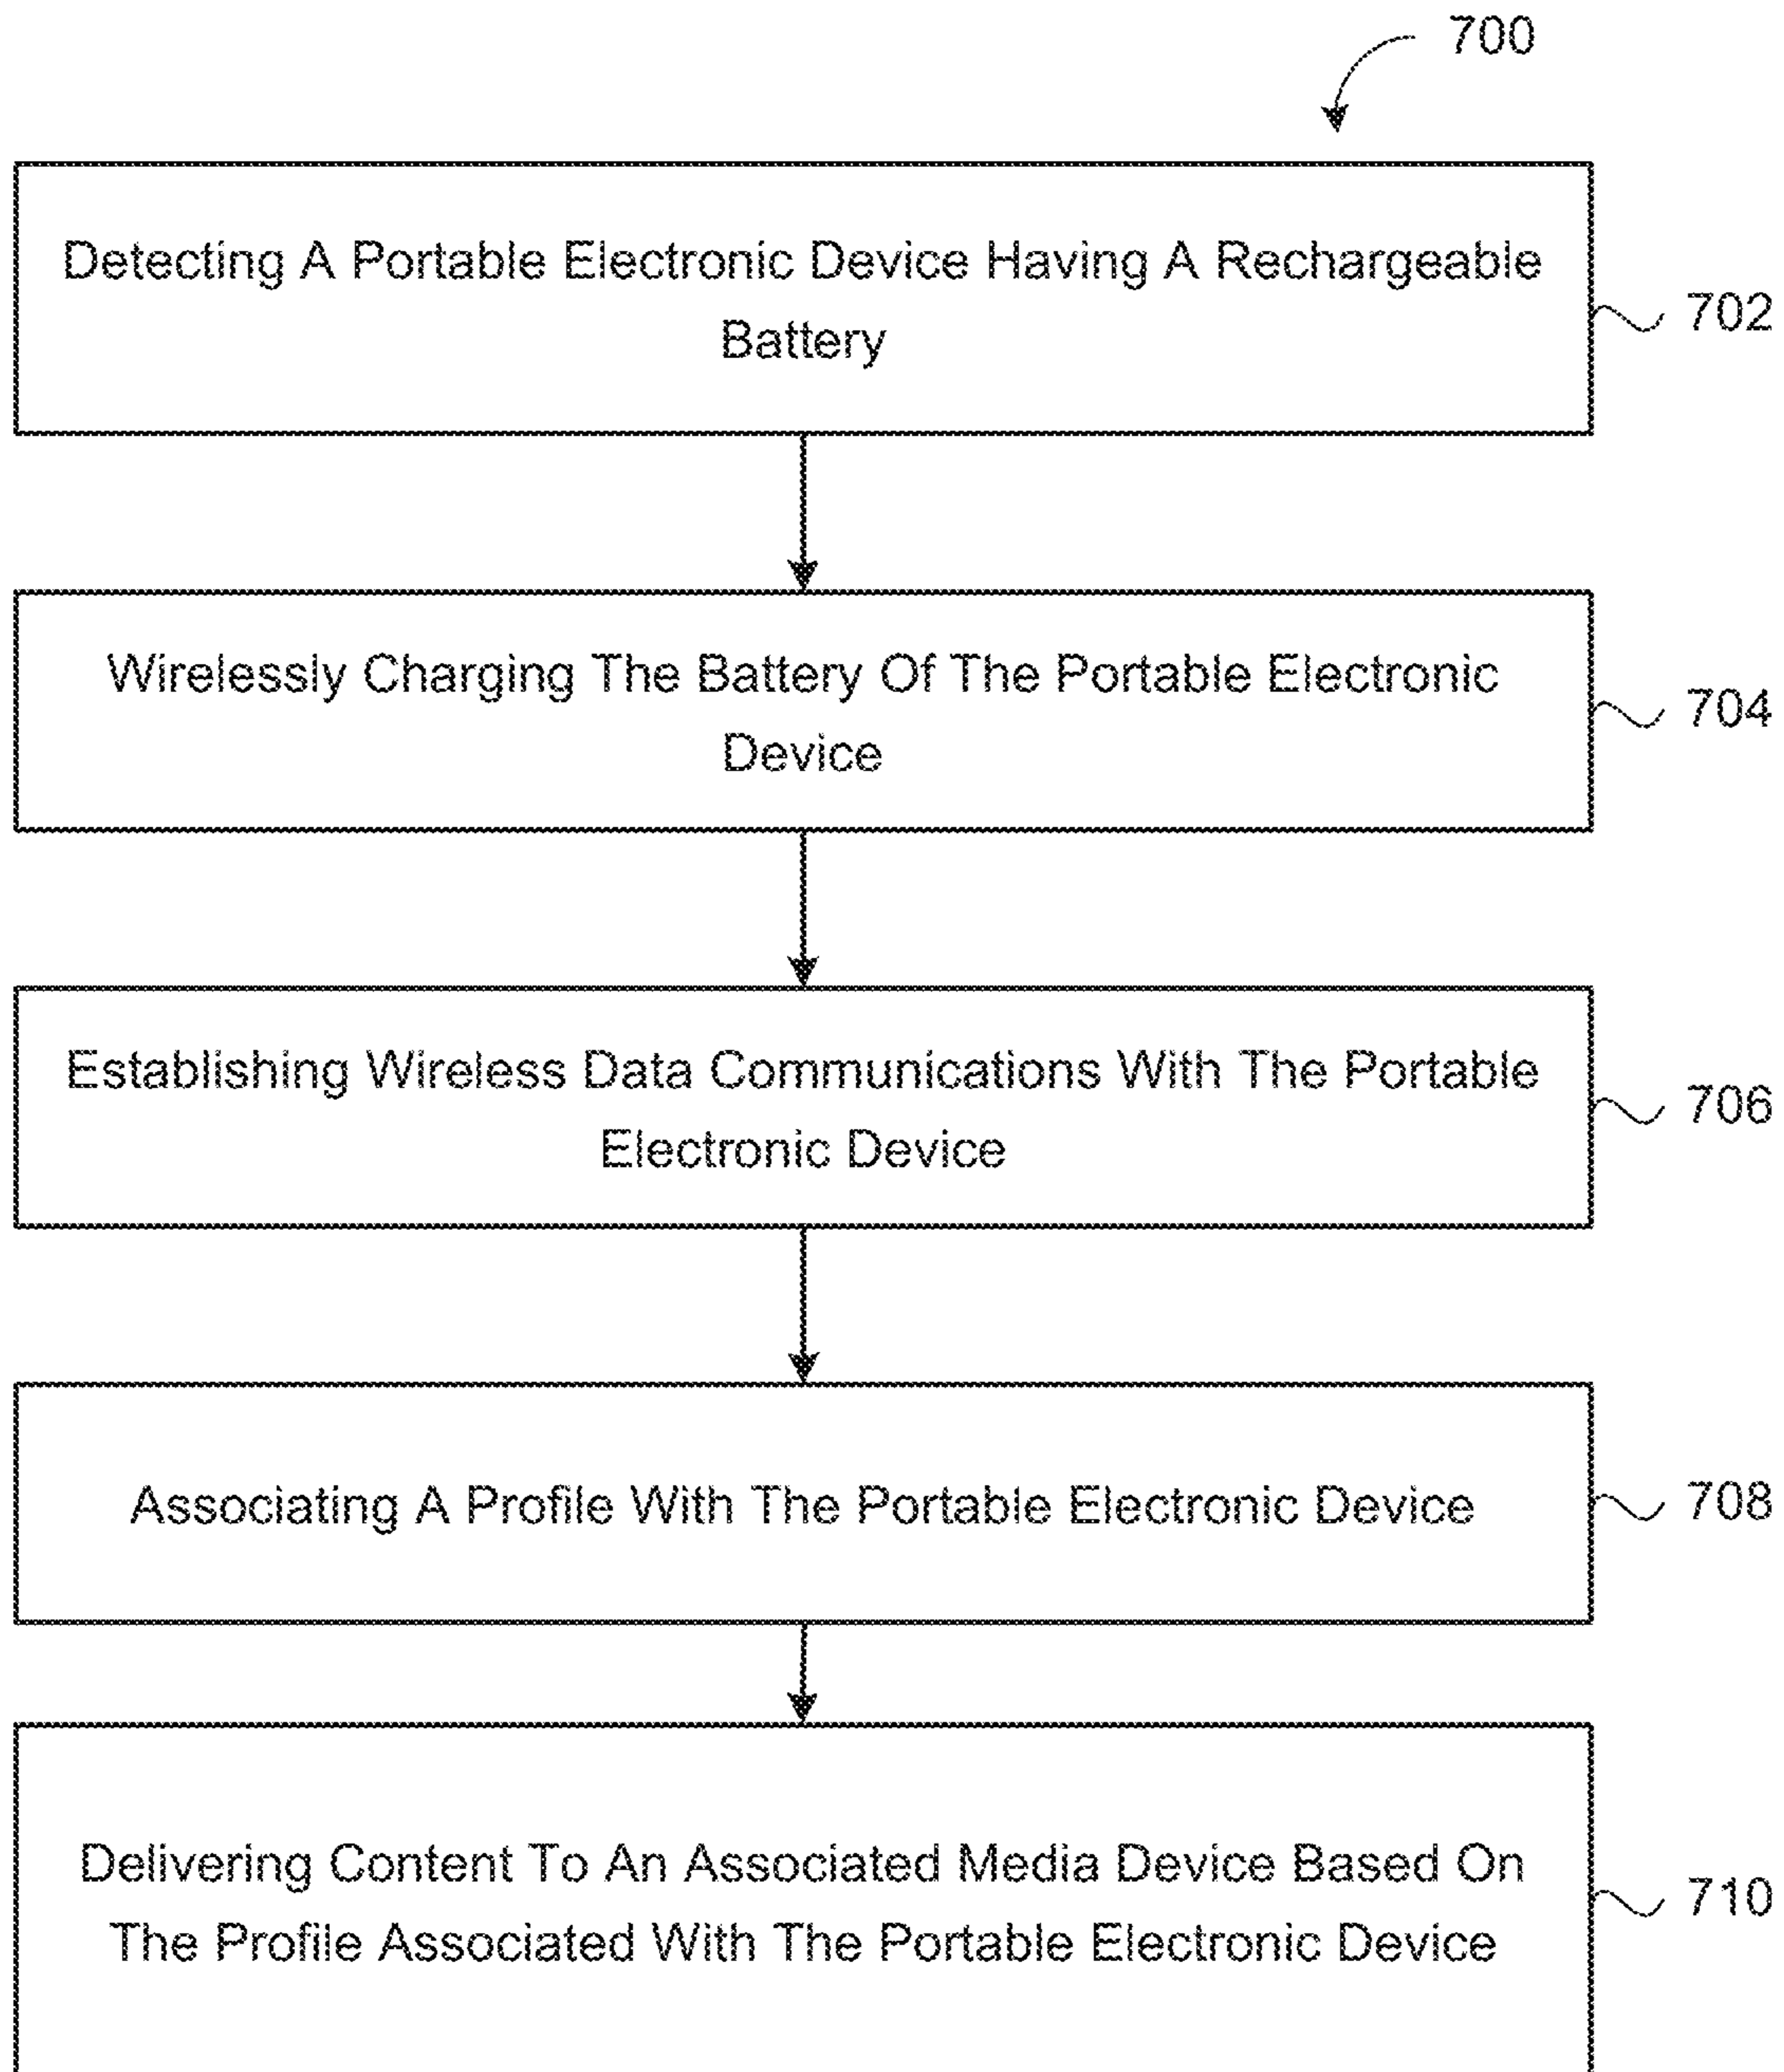 700
Detecting A Portable Electronic Device Having A Rechargeable
Battery
702
Wirelessly Charging The Battery Of The Portable Electronic
Device
704
Establishing Wireless Data Communications With The Portable
Electronic Device
706
Associating A Profile With The Portable Electronic Device
708
Delivering Content To An Associated Media Device Based On
The Profile Associated With The Portable Electronic Device
710